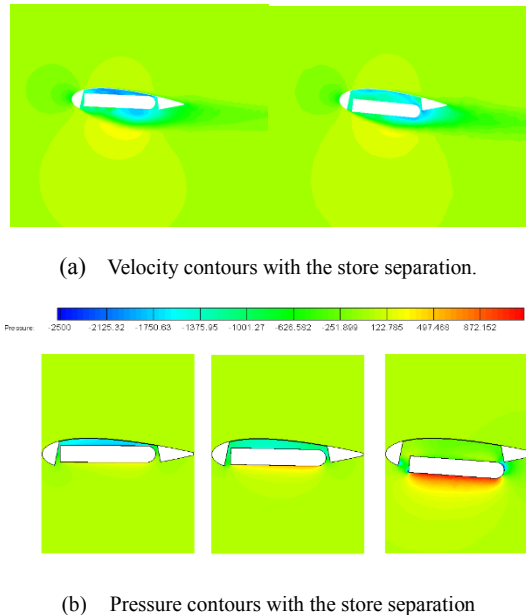 (a) Velocity contours with the store separation.
Pressure: -2500 -2125.32 -1750.63 -1375.95 -1001.27 -626.582 -251.899 122.785 497.468 872.152
(b) Pressure contours with the store separation